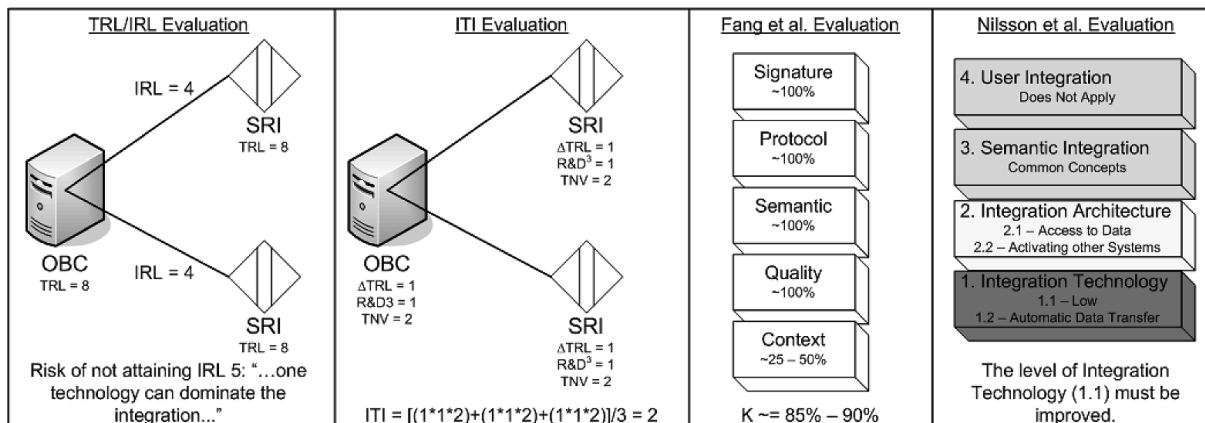 TRL/IRL Evaluation
IRL = 4
SRI
TRL = 8
OBC
TRL = 8
IRL = 4
SRI
TRL = 8
Risk of not attaining IRL 5: “…one
technology can dominate the
integration...”
ITI Evaluation
SRI
∆TRL = 1
R&D³ = 1
TNV = 2
OBC
∆TRL = 1
R&D3 = 1
TNV = 2
SRI
∆TRL = 1
R&D³ = 1
TNV = 2
ITI = [(1*1*2)+(1*1*2)+(1*1*2)]/3 = 2
Fang et al. Evaluation
Signature
~100%
Protocol
~100%
Semantic
~100%
Quality
~100%
Context
~25 – 50%
K ~= 85% – 90%
Nilsson et al. Evaluation
4. User Integration
Does Not Apply
3. Semantic Integration
Common Concepts
2. Integration Architecture
2.1 – Access to Data
2.2 – Activating other Systems
1. Integration Technology
1.1 – Low
1.2 – Automatic Data Transfer
The level of Integration
Technology (1.1) must be
improved.